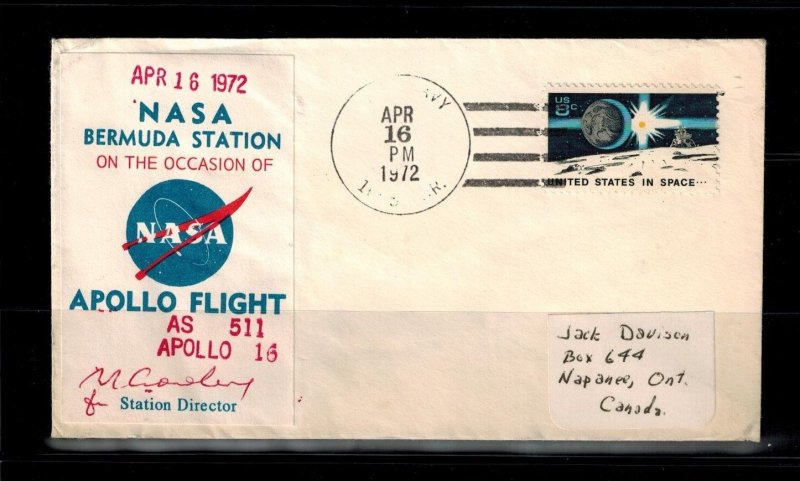 APR 16 1972
NASA
BERMUDA STATION
ON THE OCCASION OF
NASA
APOLLO FLIGHT
AS 511
APOLLO 16
Station Director
APR
16
PM
1972
US
8c
UNITED STATES IN SPACE...
Jack Davison
Box 644
Napanee, Ont.
Canada.